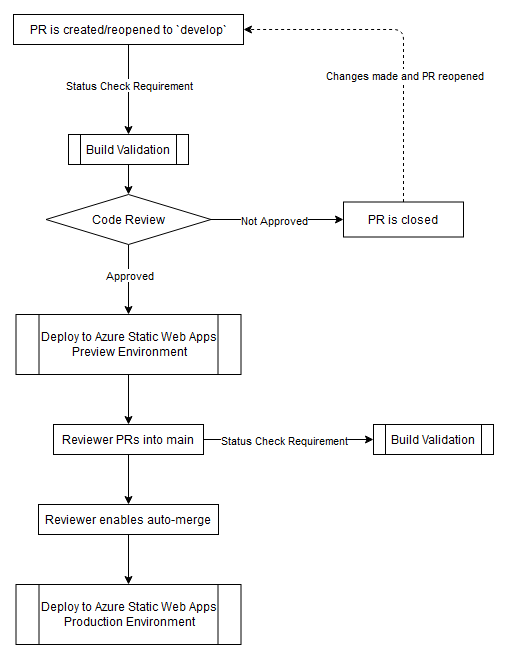 PR is created/reopened to `develop`
Changes made and PR reopened
Status Check Requirement
Build Validation
Code Review
Not Approved
PR is closed
Approved
Deploy to Azure Static Web Apps
Preview Environment
Reviewer PRs into main
Status Check Requirement
Build Validation
Reviewer enables auto-merge
Deploy to Azure Static Web Apps
Production Environment